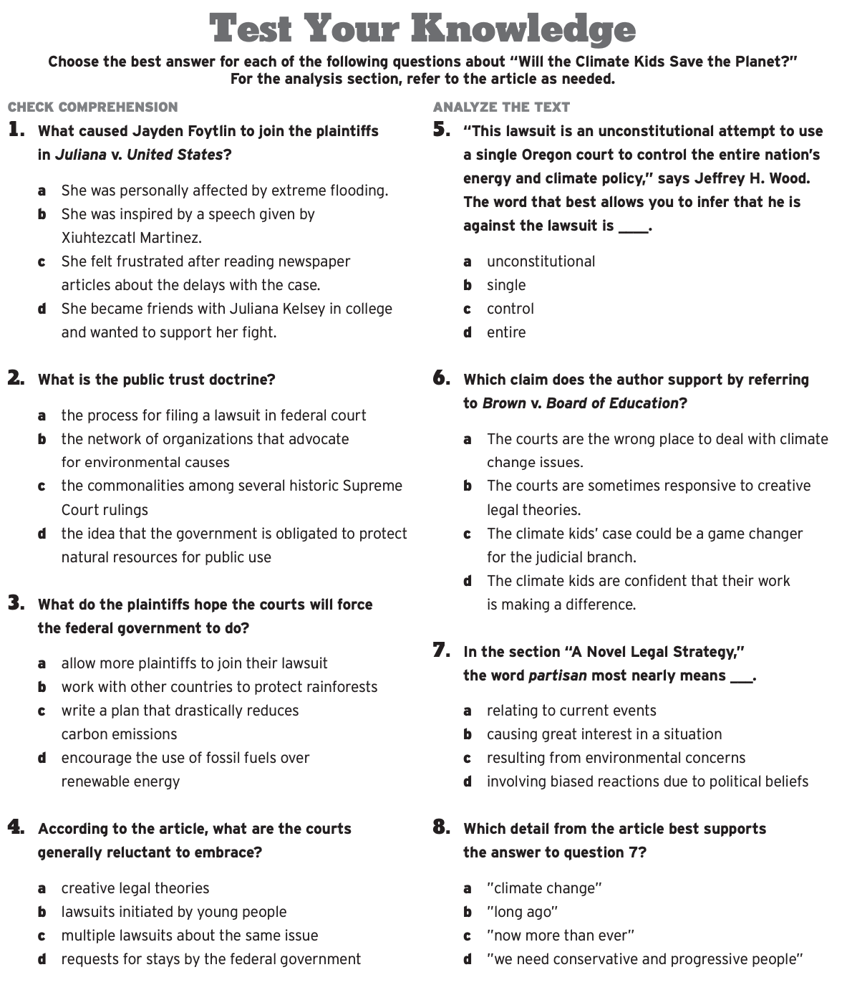 Test Your Knowledge
Choose the best answer for each of the following questions about “Will the Climate Kids Save the Planet?”
For the analysis section, refer to the article as needed.
CHECK COMPREHENSION
1. What caused Jayden Foytlin to join the plaintiffs
in Juliana v. United States?
a She was personally affected by extreme flooding.
b She was inspired by a speech given by
Xiuhtezcatl Martinez.
c She felt frustrated after reading newspaper
articles about the delays with the case.
d She became friends with Juliana Kelsey in college
and wanted to support her fight.
2. What is the public trust doctrine?
a the process for filing a lawsuit in federal court
b the network of organizations that advocate
for environmental causes
c the commonalities among several historic Supreme
Court rulings
d the idea that the government is obligated to protect
natural resources for public use
3. What do the plaintiffs hope the courts will force
the federal government to do?
a allow more plaintiffs to join their lawsuit
b work with other countries to protect rainforests
c write a plan that drastically reduces
carbon emissions
d encourage the use of fossil fuels over
renewable energy
4. According to the article, what are the courts
generally reluctant to embrace?
a creative legal theories
b lawsuits initiated by young people
c multiple lawsuits about the same issue
d requests for stays by the federal government
ANALYZE THE TEXT
5. “This lawsuit is an unconstitutional attempt to use
a single Oregon court to control the entire nation’s
energy and climate policy,” says Jeffrey H. Wood.
The word that best allows you to infer that he is
against the lawsuit is ____.
a unconstitutional
b single
c control
d entire
6. Which claim does the author support by referring
to Brown v. Board of Education?
a The courts are the wrong place to deal with climate
change issues.
b The courts are sometimes responsive to creative
legal theories.
c The climate kids’ case could be a game changer
for the judicial branch.
d The climate kids are confident that their work
is making a difference.
7. In the section “A Novel Legal Strategy,”
the word partisan most nearly means ___.
a relating to current events
b causing great interest in a situation
c resulting from environmental concerns
d involving biased reactions due to political beliefs
8. Which detail from the article best supports
the answer to question 7?
a ”climate change”
b ”long ago”
c ”now more than ever”
d ”we need conservative and progressive people”